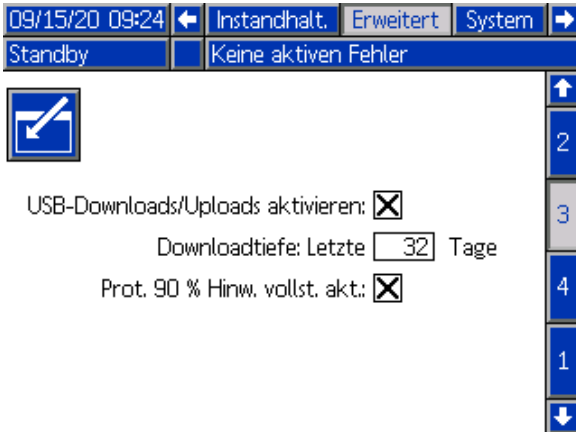 09/15/20 09:24 Instandhalt. Erweitert System
Standby Keine aktiven Fehler
2
USB-Downloads/Uploads aktivieren:
3
Downloadtiefe: Letzte 32 Tage
Prot. 90 % Hinw. vollst. akt.:
4
1